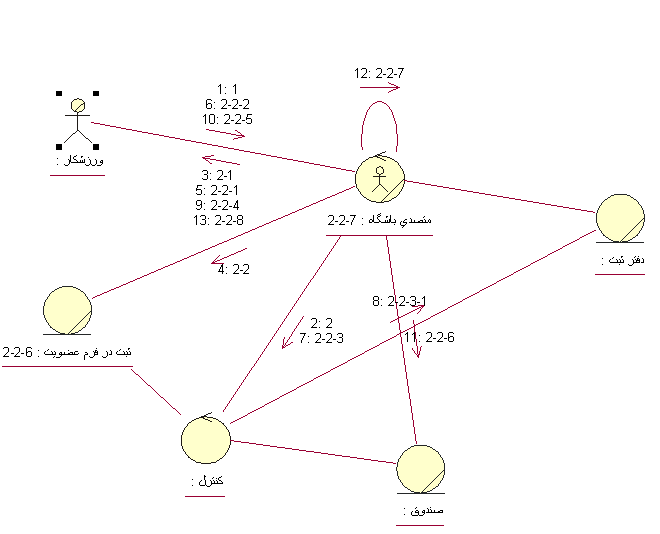 12: 2-2-7
1: 1
6: 2-2-2
10: 2-2-5
ورزشکار :
3: 2-1
5: 2-2-1
9: 2-2-4
13: 2-2-8
متصدي باشگاه : 2-2-7
دفتر ثبت :
4: 2-2
8: 2-2-3-1
2: 2
7: 2-2-3
11: 2-2-6
ثبت در فرم عضويت : 2-2-6
کنترل :
صندوق :